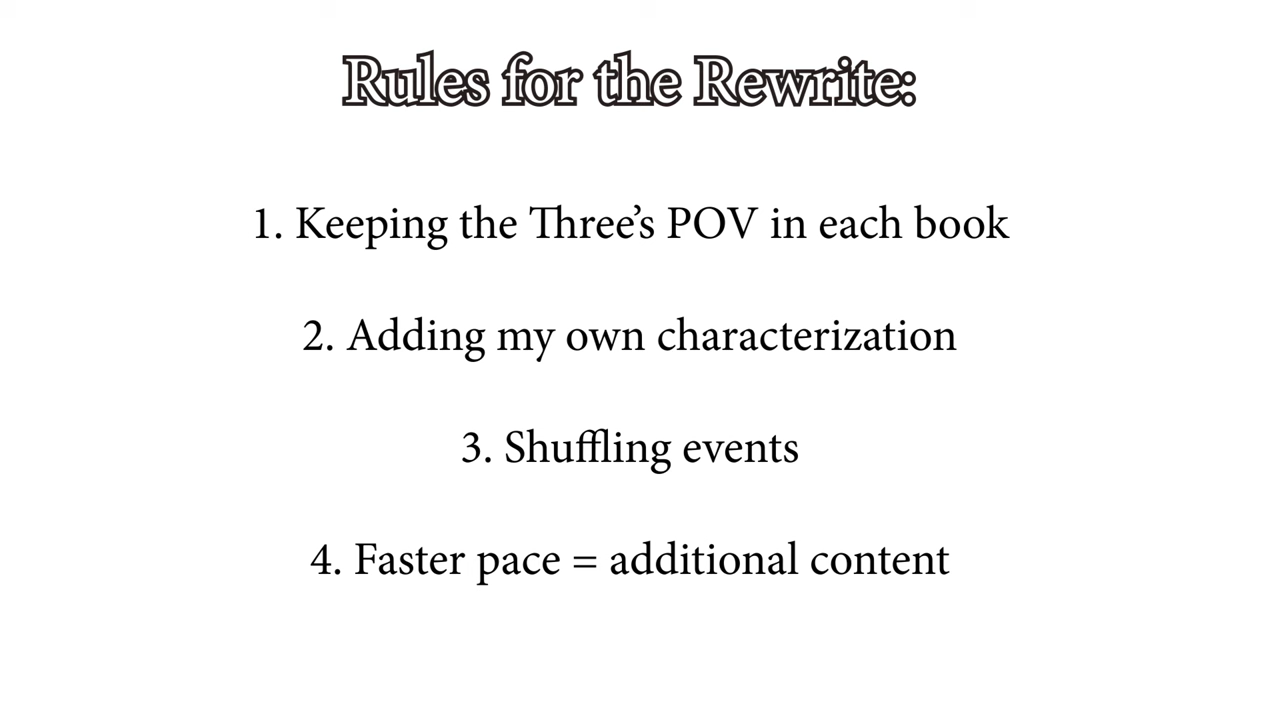 Rules for the Rewrite:
1. Keeping the Three’s POV in each book
2. Adding my own characterization
3. Shuffling events
4. Faster pace = additional content